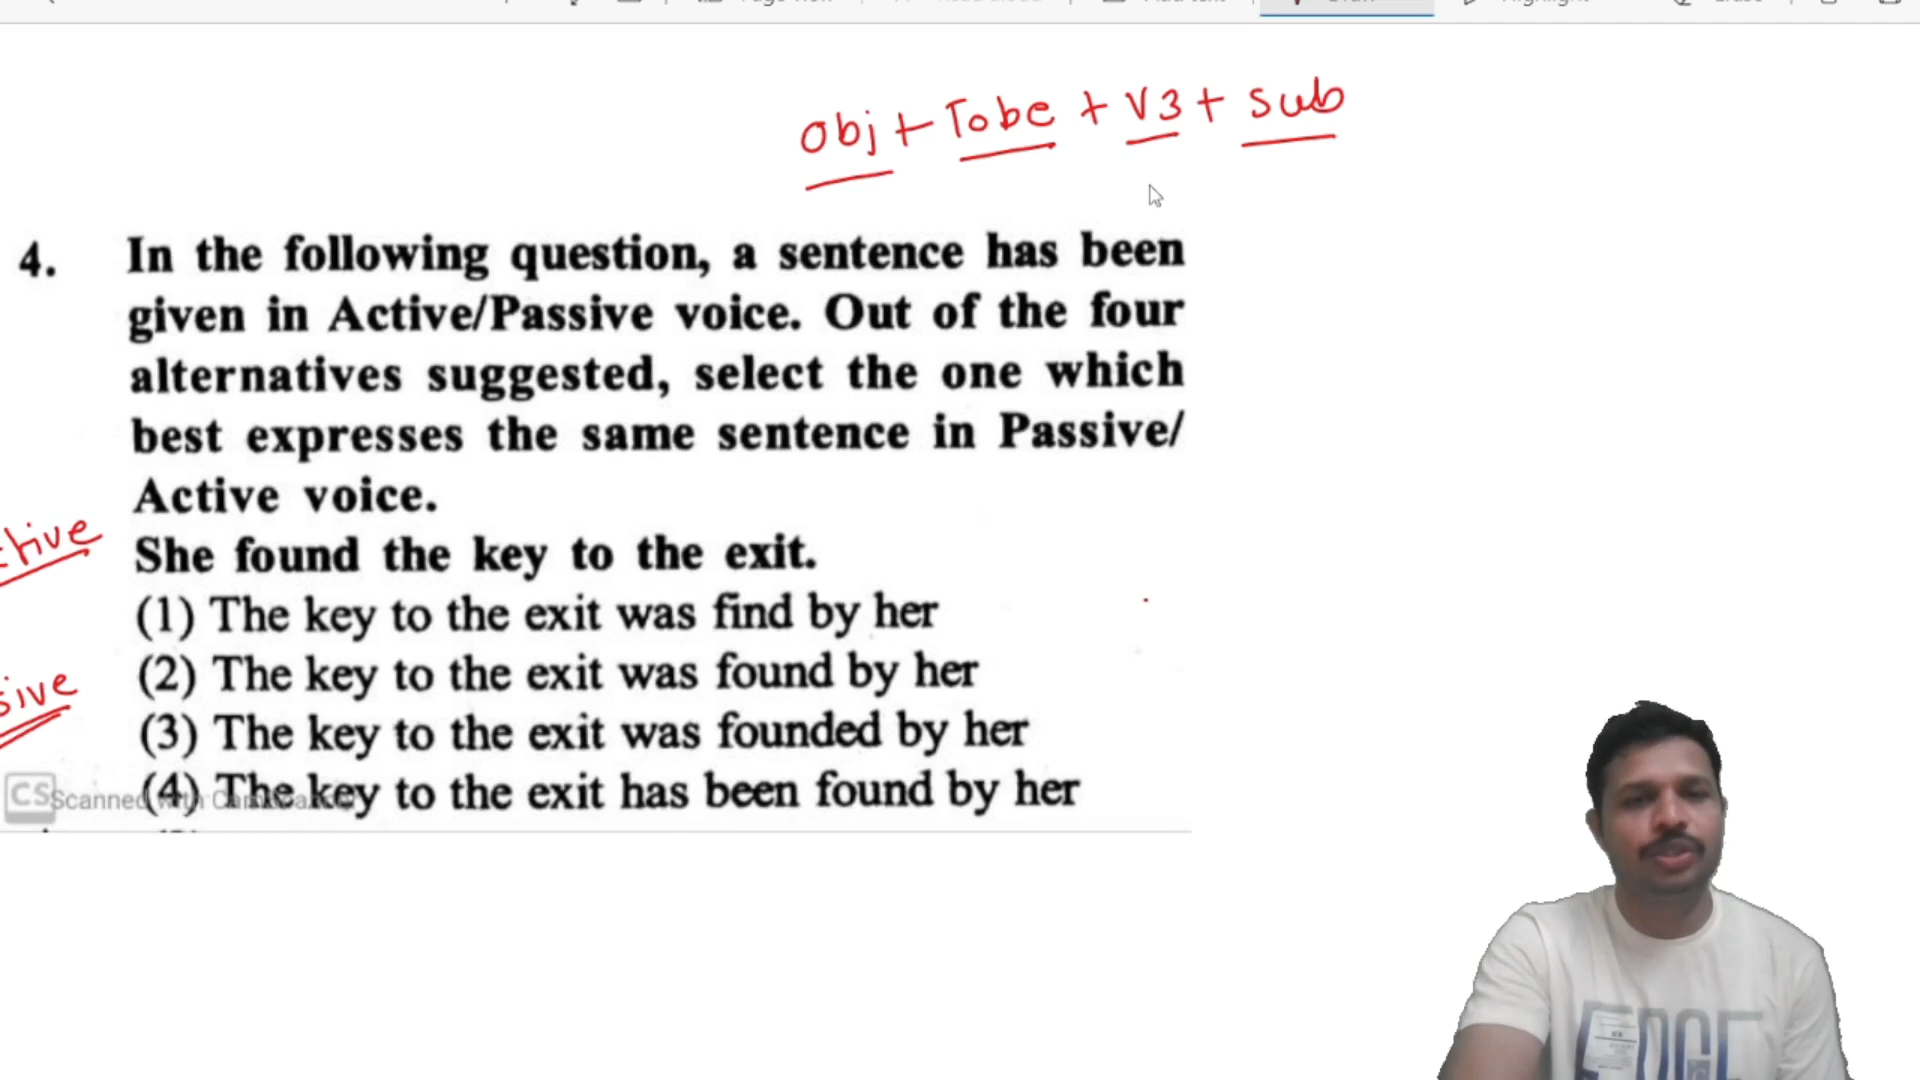 Obj + Tobe + V3 + Sub
4. In the following question, a sentence has been
given in Active/Passive voice. Out of the four
alternatives suggested, select the one which
best expresses the same sentence in Passive/
Active voice.
She found the key to the exit.
(1) The key to the exit was find by her
(2) The key to the exit was found by her
(3) The key to the exit was founded by her
(4) The key to the exit has been found by her
CS Scanned with